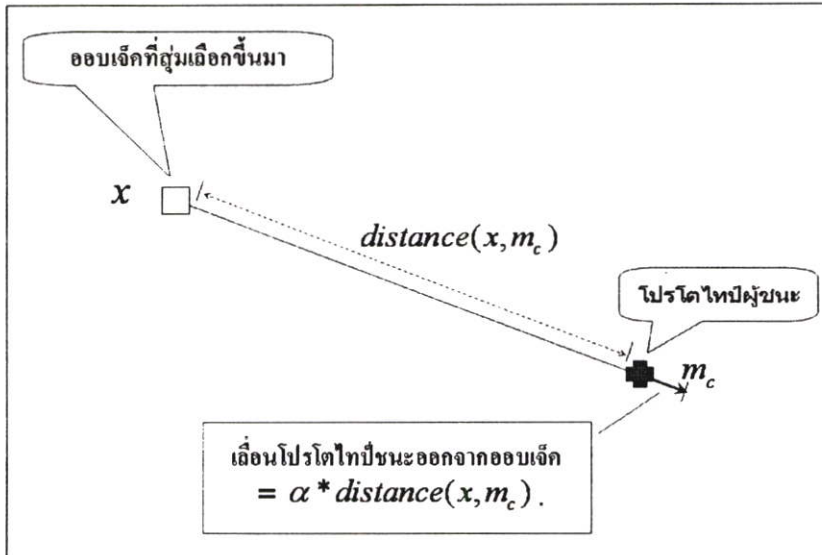 ออบเจ็คที่สุ่มเลือกขึ้นมา
x
distance(x,m_c)
โปรโตไทป์ผู้ชนะ
m_c
เลื่อนโปรโตไทป์ชนะออกจากออบเจ็ค
= α * distance(x,m_c).